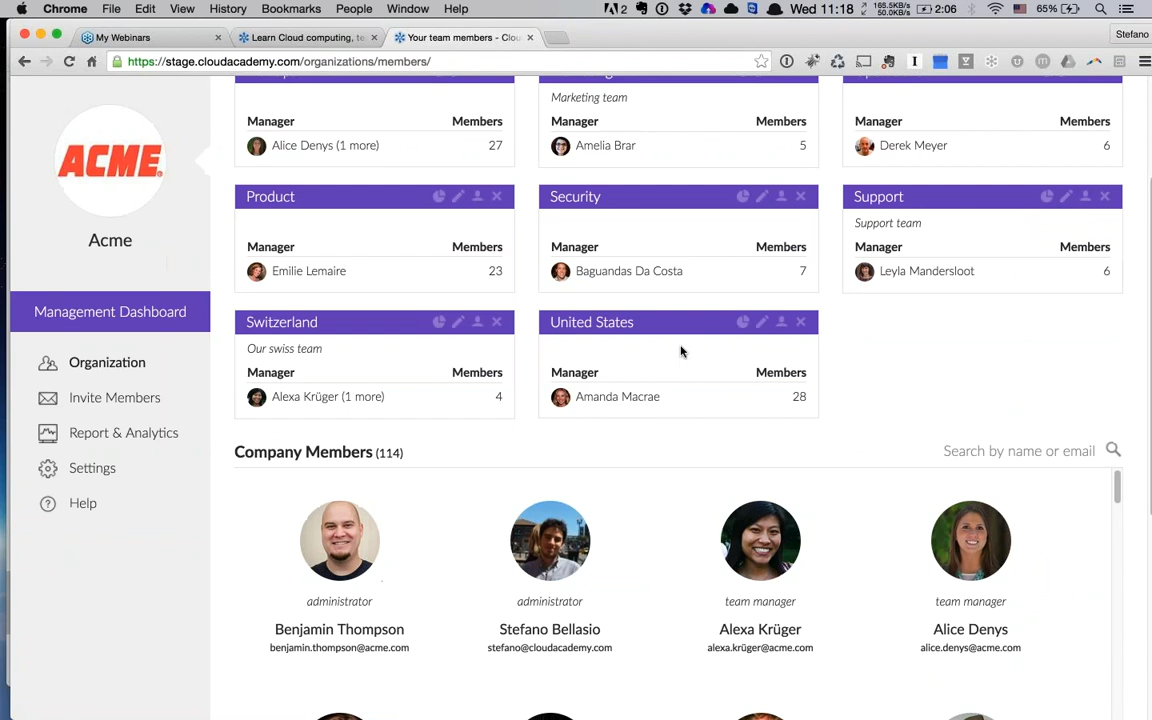 Chrome File Edit View History Bookmarks People Window Help 2 Wed 11:18 165.5KB/s 50.0KB/s 2:06 65%
My Webinars Learn Cloud computing, te Your team members - Clou Stefano
https://stage.cloudacademy.com/organizations/members/
Marketing team
Manager Members Manager Members Manager Members
Alice Denys (1 more) 27 Amelia Brar 5 Derek Meyer 6
Product Security Support
Support team
Manager Members Manager Members Manager Members
Emilie Lemaire 23 Baguandas Da Costa 7 Leyla Mandersloot 6
Switzerland United States
Our swiss team
Manager Members Manager Members
Alexa Krüger (1 more) 4 Amanda Macrae 28
ACME
Acme
Management Dashboard
Organization
Invite Members
Report & Analytics
Settings
Help
Company Members (114) Search by name or email
administrator administrator team manager team manager
Benjamin Thompson Stefano Bellasio Alexa Krüger Alice Denys
benjamin.thompson@acme.com stefano@cloudacademy.com alexa.krüger@acme.com alice.denys@acme.com